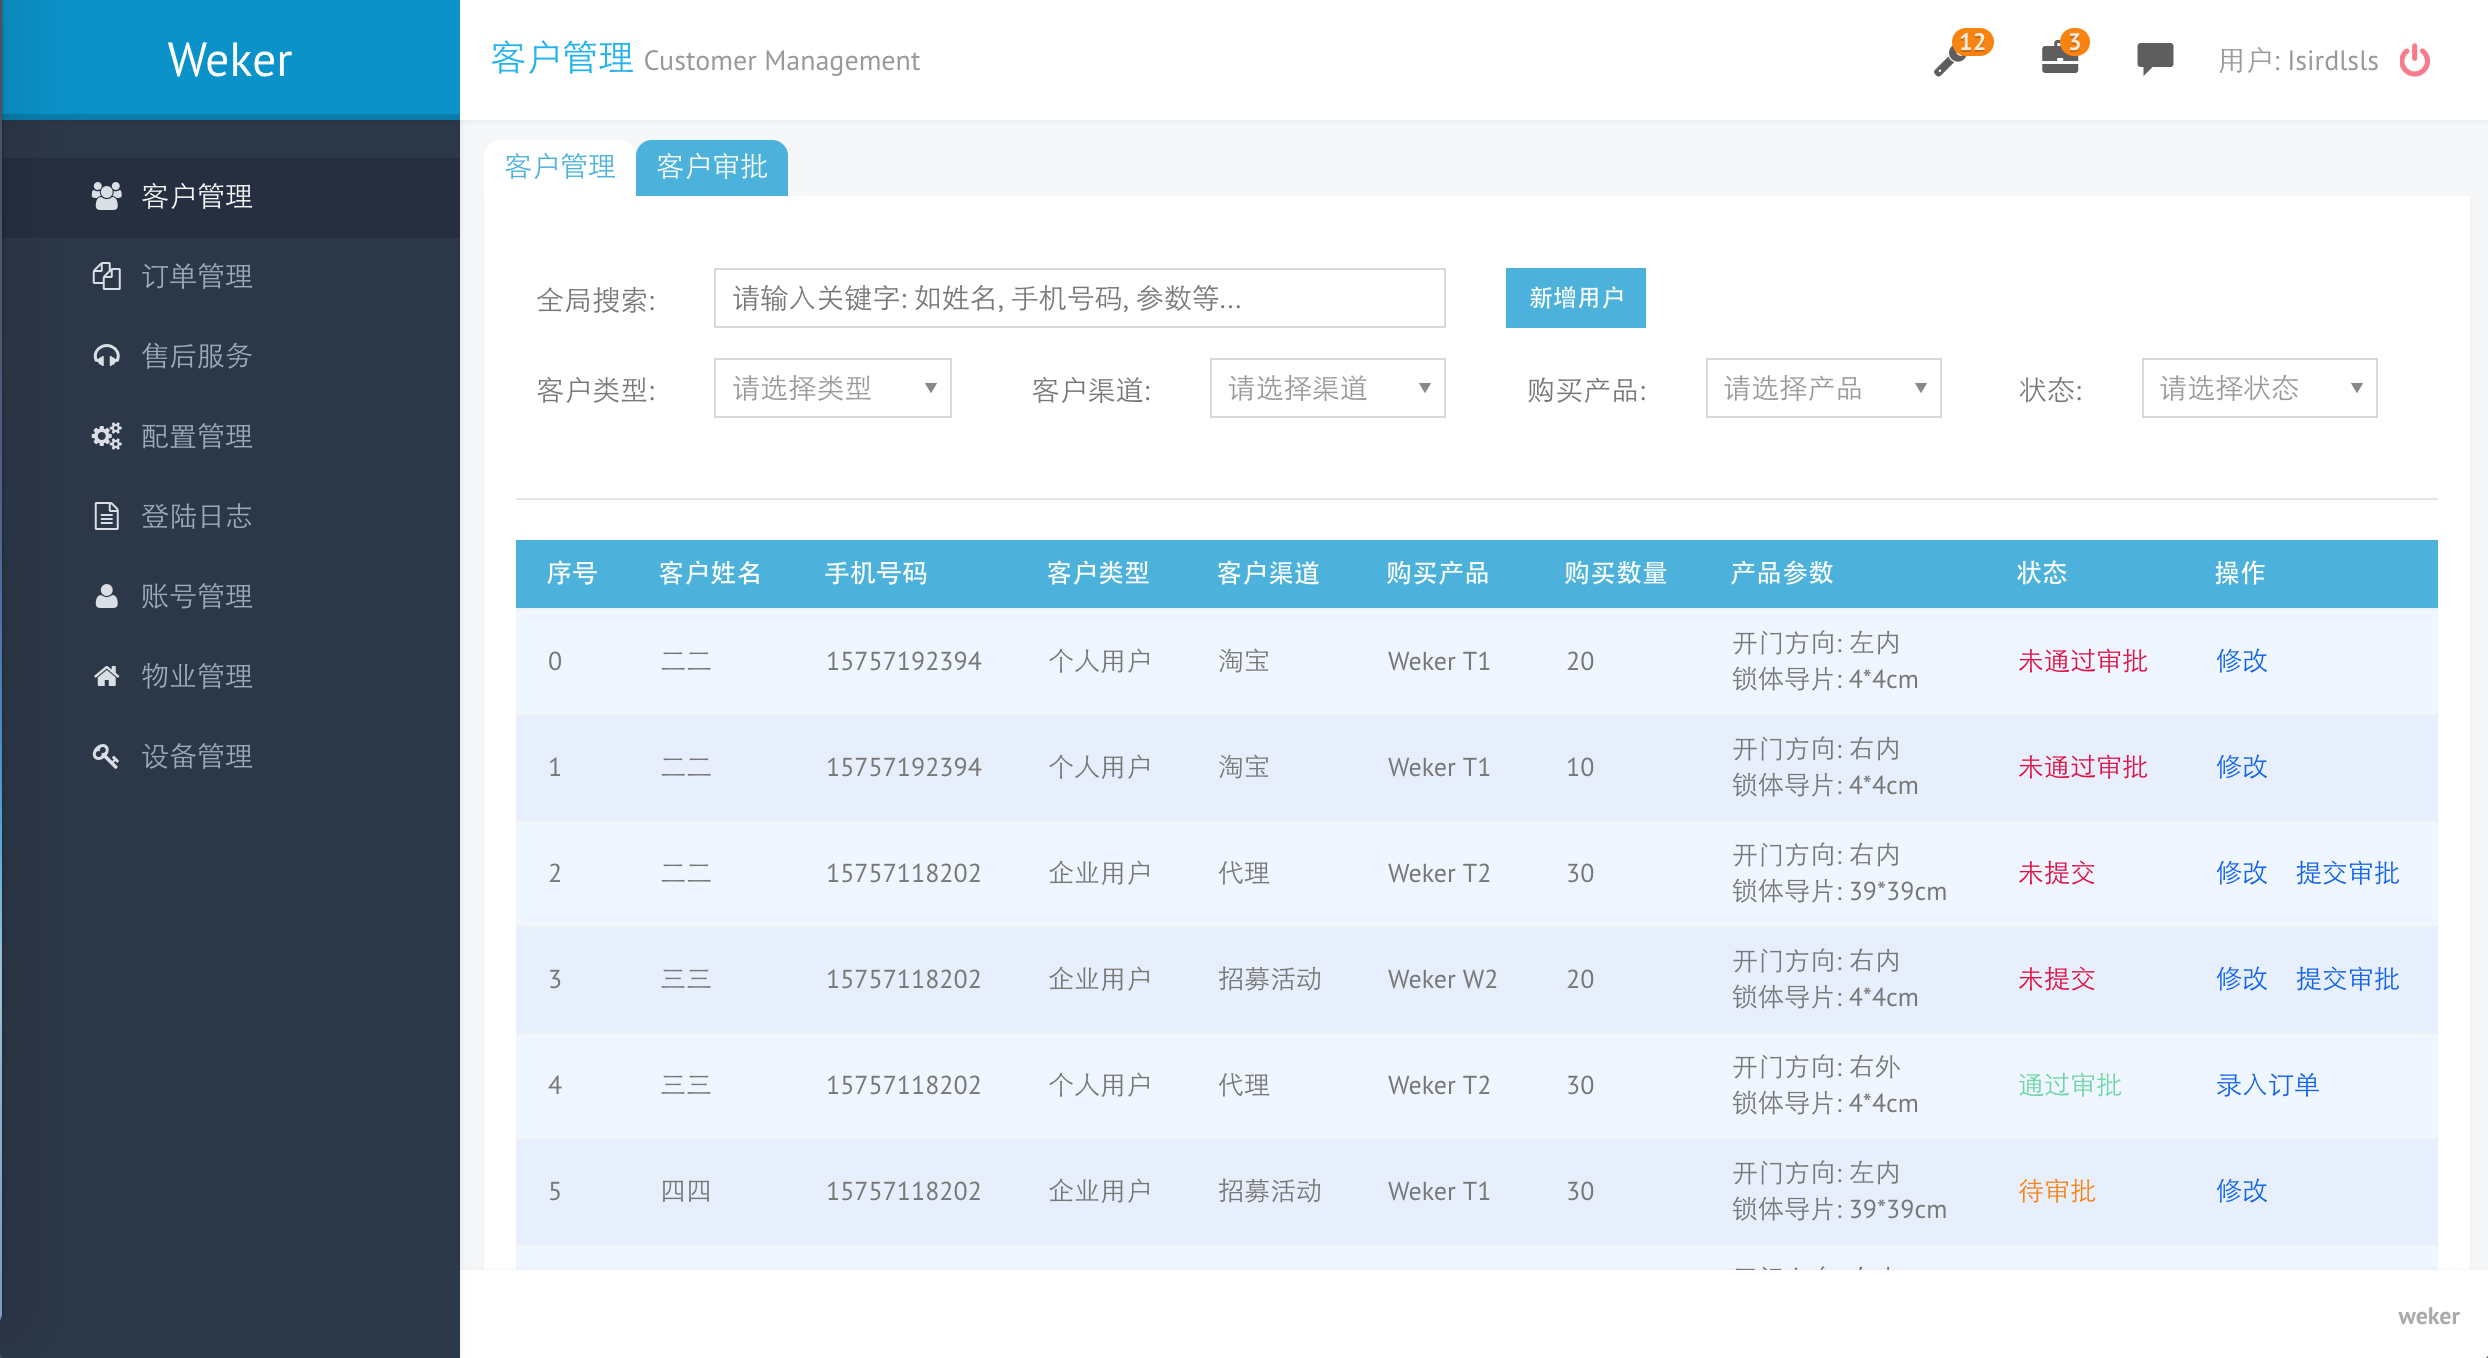 Weker
客户管理 Customer Management
12
3
用户: Isirdlsls
客户管理
订单管理
售后服务
配置管理
登陆日志
账号管理
物业管理
设备管理
客户管理 客户审批
全局搜索: 请输入关键字: 如姓名, 手机号码, 参数等... 新增用户
客户类型: 请选择类型 客户渠道: 请选择渠道 购买产品: 请选择产品 状态: 请选择状态
序号 客户姓名 手机号码 客户类型 客户渠道 购买产品 购买数量 产品参数 状态 操作
0 二二 15757192394 个人用户 淘宝 Weker T1 20 开门方向: 左内
锁体导片: 4*4cm 未通过审批 修改
1 二二 15757192394 个人用户 淘宝 Weker T1 10 开门方向: 右内
锁体导片: 4*4cm 未通过审批 修改
2 二二 15757118202 企业用户 代理 Weker T2 30 开门方向: 右内
锁体导片: 39*39cm 未提交 修改 提交审批
3 三三 15757118202 企业用户 招募活动 Weker W2 20 开门方向: 右内
锁体导片: 4*4cm 未提交 修改 提交审批
4 三三 15757118202 个人用户 代理 Weker T2 30 开门方向: 右外
锁体导片: 4*4cm 通过审批 录入订单
5 四四 15757118202 企业用户 招募活动 Weker T1 30 开门方向: 左内
锁体导片: 39*39cm 待审批 修改
weker